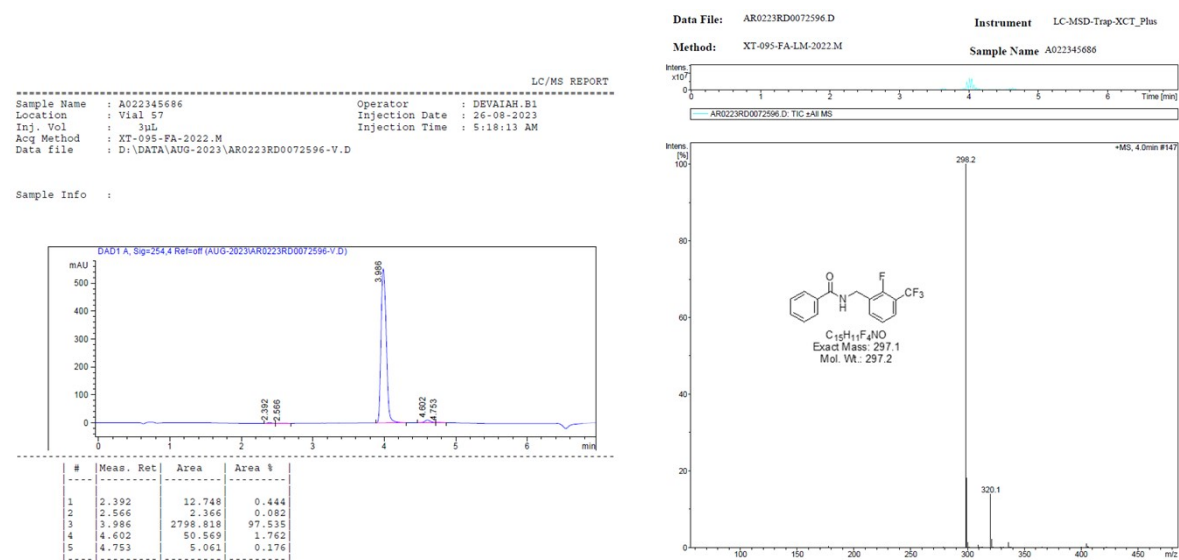 LC/MS REPORT
Sample Name : A022345686 Operator : DEVAIAH.B1
Location : Vial 57 Injection Date : 26-08-2023
Inj. Vol : 3µL Injection Time : 5:18:13 AM
Acq Method : XT-095-FA-2022.M
Data file : D:\DATA\AUG-2023\AR0223RD0072596-V.D
Sample Info :
DAD1 A, Sig=254,4 Ref=off (AUG-2023\AR0223RD0072596-V.D)
mAU
500
400
300
200
100
0
2.392
2.566
3.986
4.602
4.753
0 1 2 3 4 5 6 min
# Meas. Ret Area Area %
1 2.392 12.748 0.444
2 2.566 2.366 0.082
3 3.986 2798.818 97.535
4 4.602 50.569 1.762
5 4.753 5.061 0.176
Data File: AR0223RD0072596.D Instrument LC-MSD-Trap-XCT_Plus
Method: XT-095-FA-LM-2022.M Sample Name A022345686
Intens.
x10⁷
0
0 1 2 3 4 5 6 Time [min]
AR0223RD0072596.D: TIC ±All MS
Intens.
[%]
+MS, 4.0min #147
100
80
60
40
20
0
298.2
320.1
O
N
H
F
CF₃
C₁₅H₁₁F₄NO
Exact Mass: 297.1
Mol. Wt.: 297.2
100 150 200 250 300 350 400 450 m/z